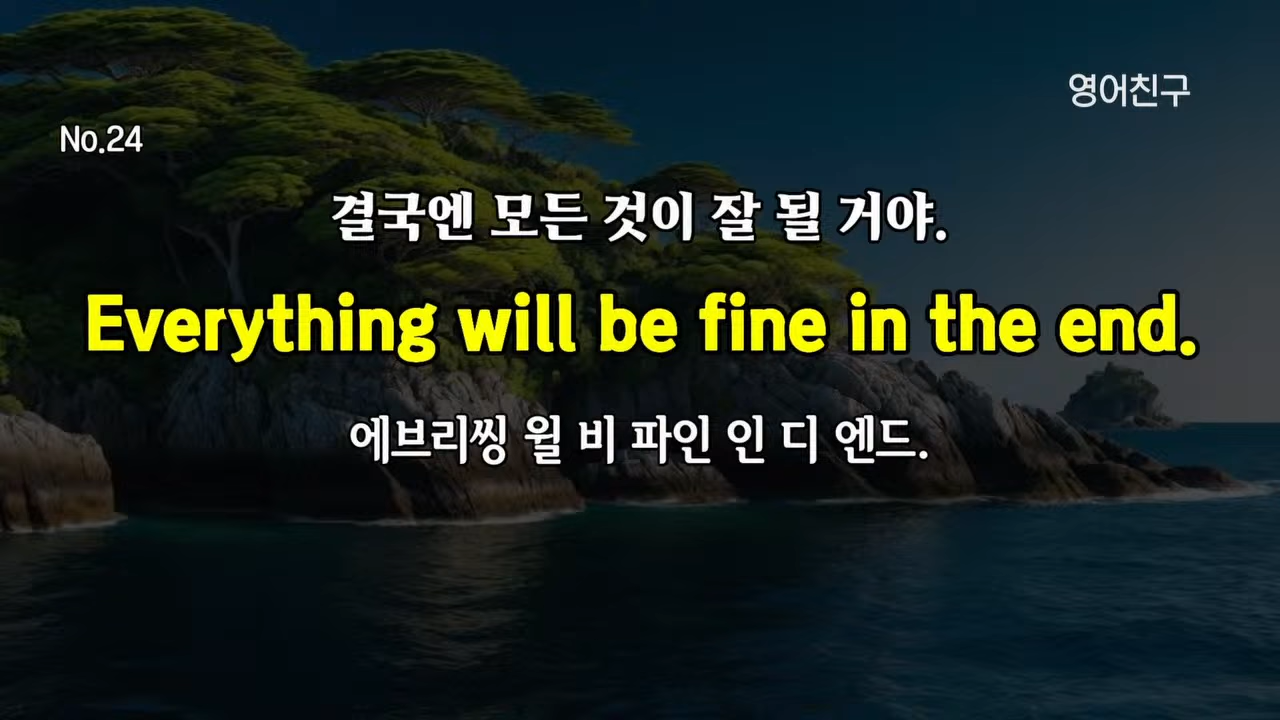 영어친구
No.24
결국엔 모든 것이 잘 될 거야.
Everything will be fine in the end.
에브리씽 윌 비 파인 인 디 엔드.